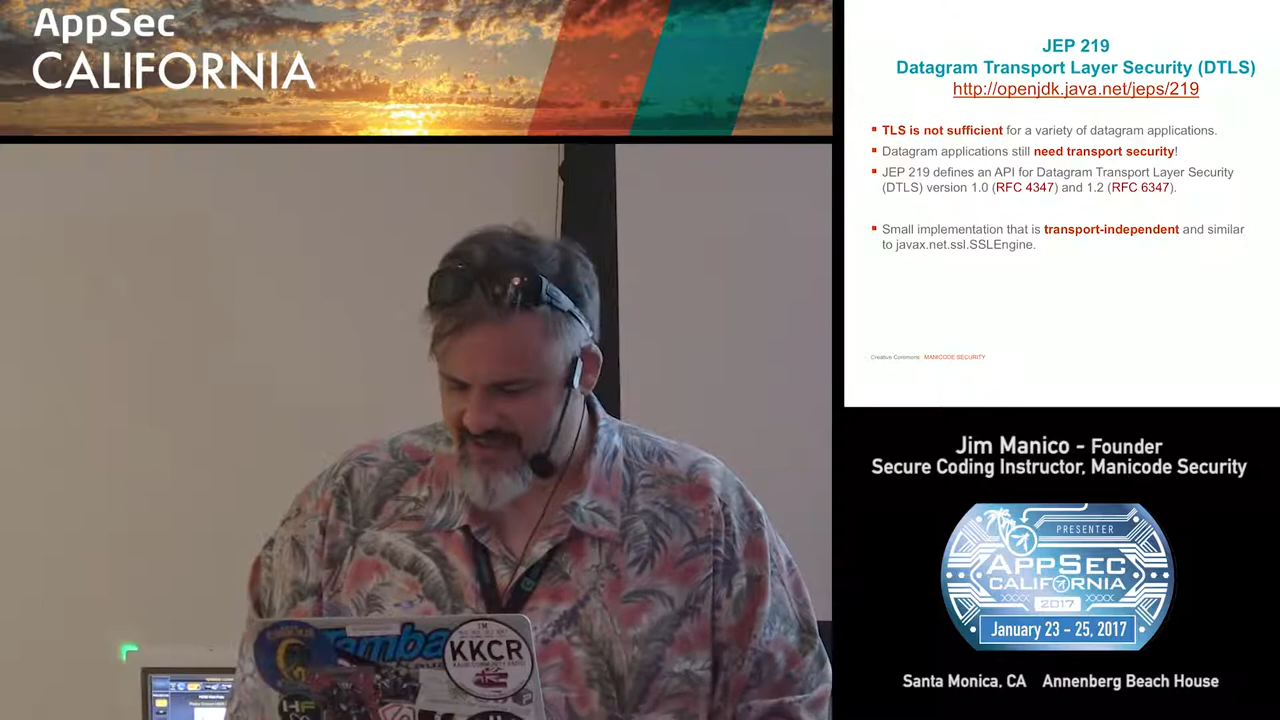 AppSec
CALIFORNIA
JEP 219
Datagram Transport Layer Security (DTLS)
http://openjdk.java.net/jeps/219
TLS is not sufficient for a variety of datagram applications.
Datagram applications still need transport security!
JEP 219 defines an API for Datagram Transport Layer Security
(DTLS) version 1.0 (RFC 4347) and 1.2 (RFC 6347).
Small implementation that is transport-independent and similar
to javax.net.ssl.SSLEngine.
Creative Commons MANICODE SECURITY
Jim Manico - Founder
Secure Coding Instructor, Manicode Security
PRESENTER
APPSEC
CALIFORNIA
2017
January 23 - 25, 2017
Santa Monica, CA Annenberg Beach House
KKCR
KAUAI COMMUNITY RADIO
HF